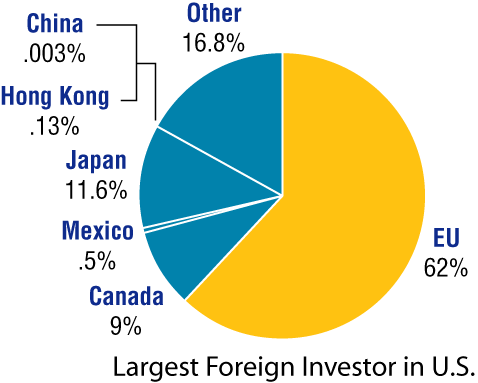 China
.003%
Other
16.8%
Hong Kong
.13%
Japan
11.6%
Mexico
.5%
Canada
9%
EU
62%
Largest Foreign Investor in U.S.